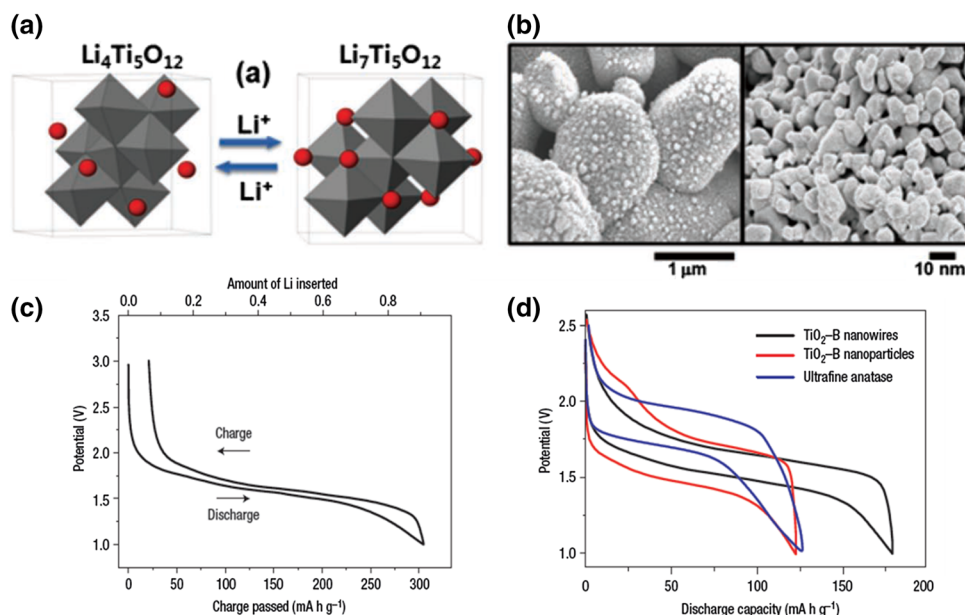 (a)
Li4Ti5O12
(a)
Li7Ti5O12
Li+
Li+
(b)
1 μm
10 nm
(c)
Amount of Li inserted
0.0 0.2 0.4 0.6 0.8
3.5
3.0
2.5
2.0
1.5
1.0
Potential (V)
Charge
Discharge
0 50 100 150 200 250 300
Charge passed (mA h g−1)
(d)
TiO2–B nanowires
TiO2–B nanoparticles
Ultrafine anatase
2.5
2.0
1.5
1.0
Potential (V)
0 50 100 150 200
Discharge capacity (mA h g−1)